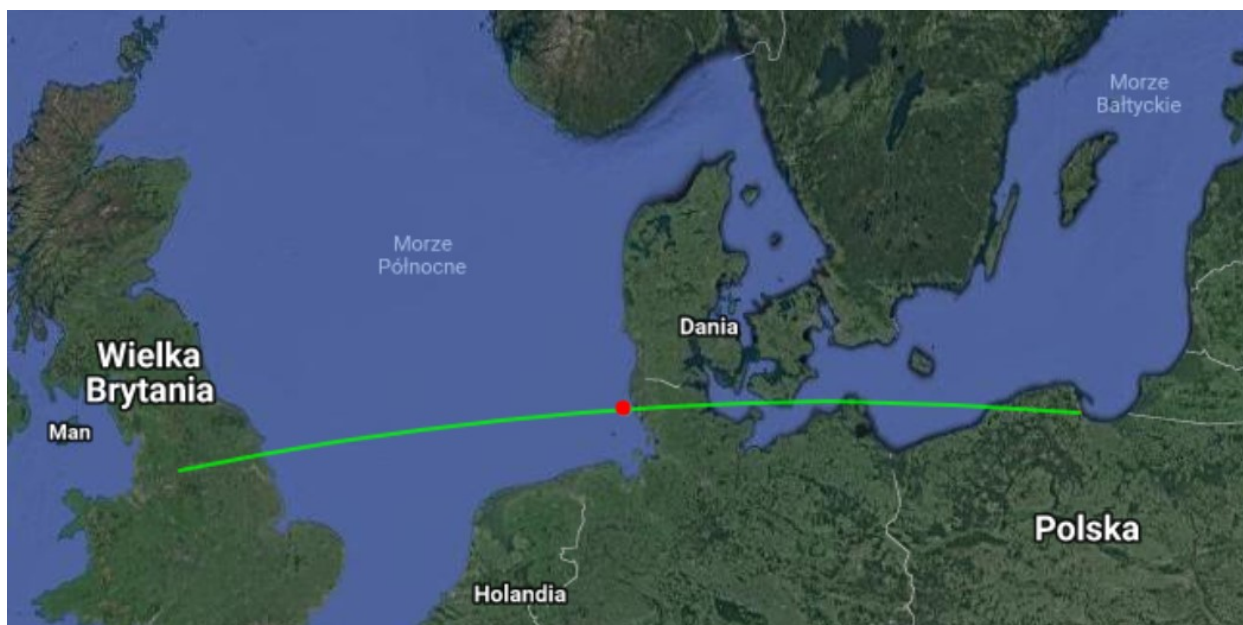 Morze
Bałtyckie
Morze
Północne
Dania
Wielka
Brytania
Man
Polska
Holandia